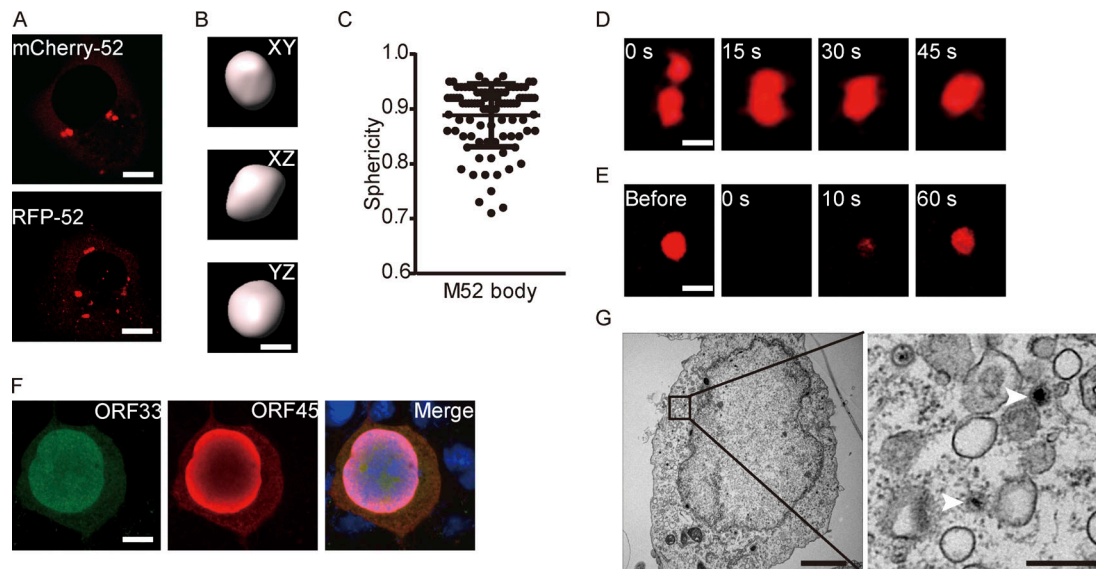 A
mCherry-52
RFP-52
B
XY
XZ
YZ
C
1.0
0.9
0.8
0.7
0.6
Sphericity
M52 body
D
0 s
15 s
30 s
45 s
E
Before
0 s
10 s
60 s
F
ORF33
ORF45
Merge
G